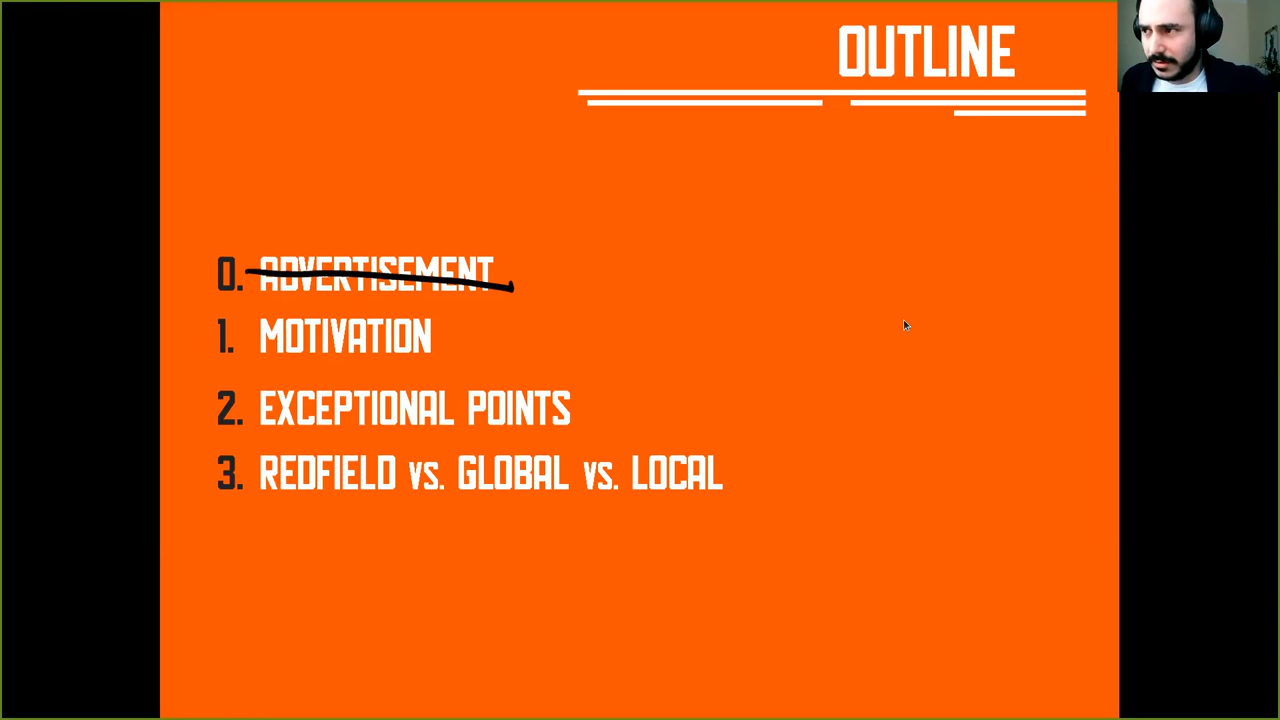 OUTLINE
0. ADVERTISEMENT
1. MOTIVATION
2. EXCEPTIONAL POINTS
3. REDFIELD vs. GLOBAL vs. LOCAL